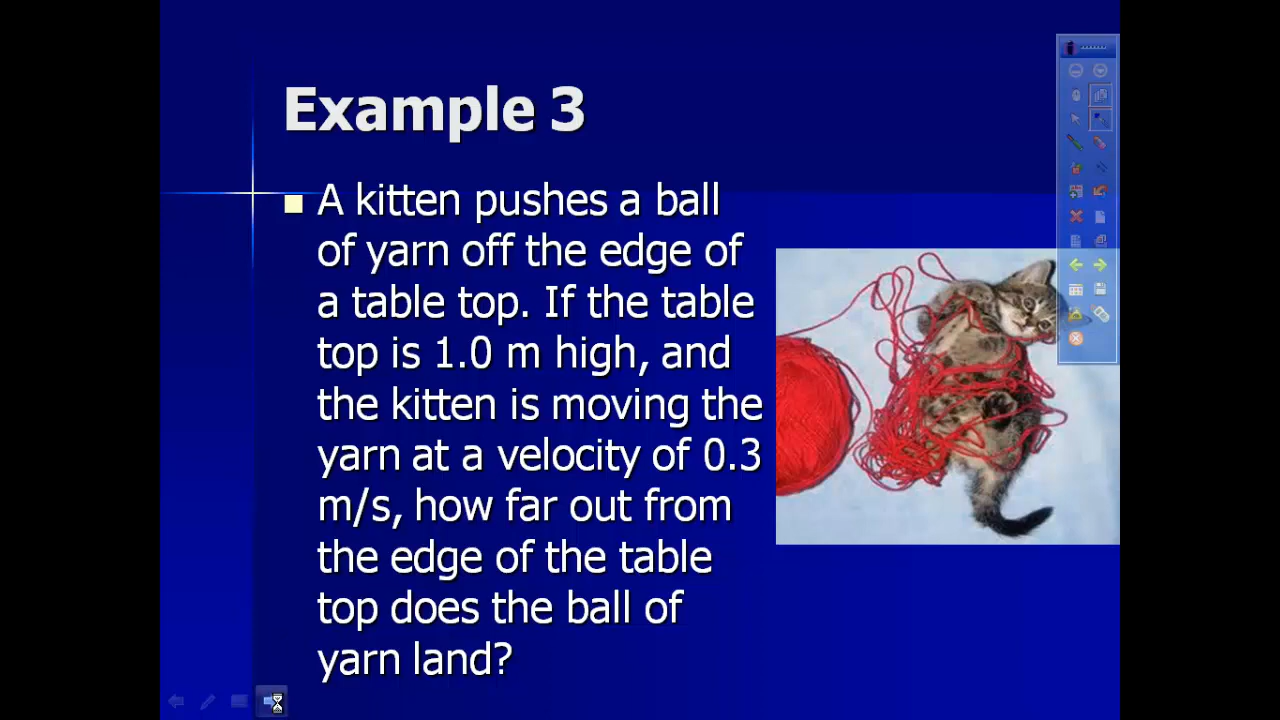 Example 3
A kitten pushes a ball
of yarn off the edge of
a table top. If the table
top is 1.0 m high, and
the kitten is moving the
yarn at a velocity of 0.3
m/s, how far out from
the edge of the table
top does the ball of
yarn land?